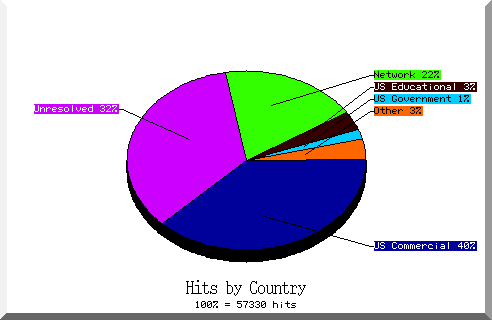 Network 22%
US Educational 3%
US Government 1%
Unresolved 32%
Other 3%
US Commercial 40%
Hits by Country
100% = 57330 hits